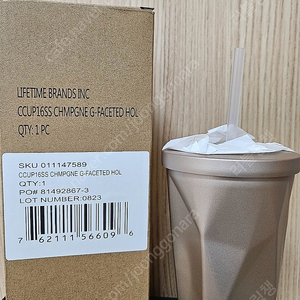 LIFETIME BRANDS INC
CCUP16SS CHMPGNE G-FACETED HOL
QTY: 1 PC
SKU 011147589
CCUP16SS CHMPGNE G-FACETED HOL
QTY:1
PO# 81492867-3
LOT NUMBER:0823
7 62111 56609 6